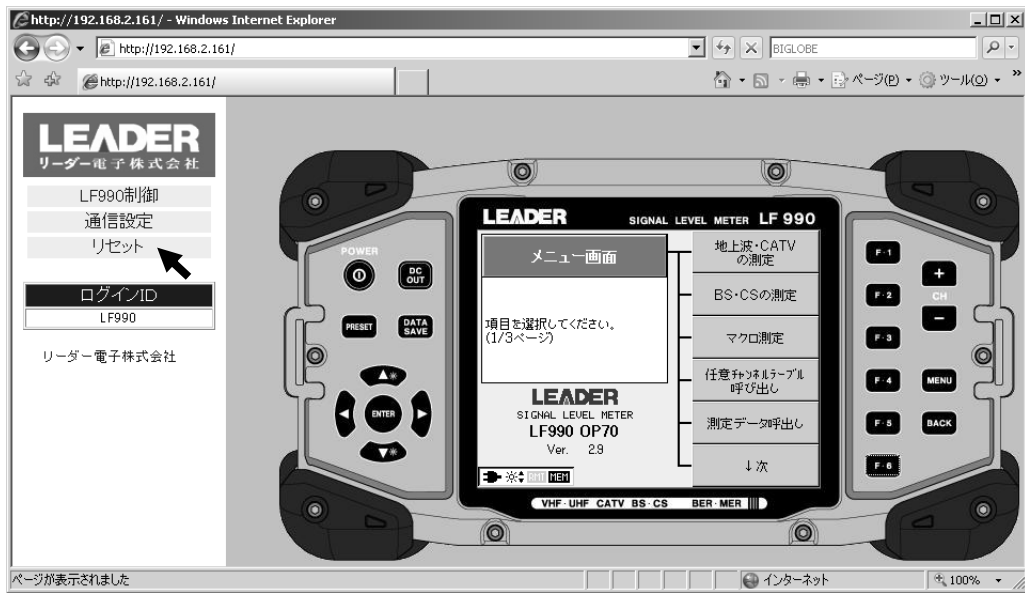 http://192.168.2.161/ - Windows Internet Explorer
http://192.168.2.161/
BIGLOBE
http://192.168.2.161/
ページ(P)
ツール(O)
»
LEADER
リーダー電子株式会社
LF990制御
通信設定
リセット
ログインID
LF990
リーダー電子株式会社
LEADER
SIGNAL LEVEL METER LF 990
POWER
DC OUT
PRESET
DATA SAVE
ENTER
メニュー画面
項目を選択してください。
(1/3ページ)
LEADER
SIGNAL LEVEL METER
LF990 OP70
Ver. 2.9
RMT MEM
地上波・CATV
の測定
BS・CSの測定
マクロ測定
任意チャンネルテーブル
呼び出し
測定データ呼出し
↓次
F・1
F・2
F・3
F・4
F・5
F・6
+
CH
−
MENU
BACK
VHF・UHF CATV BS・CS BER・MER
ページが表示されました
インターネット
100%